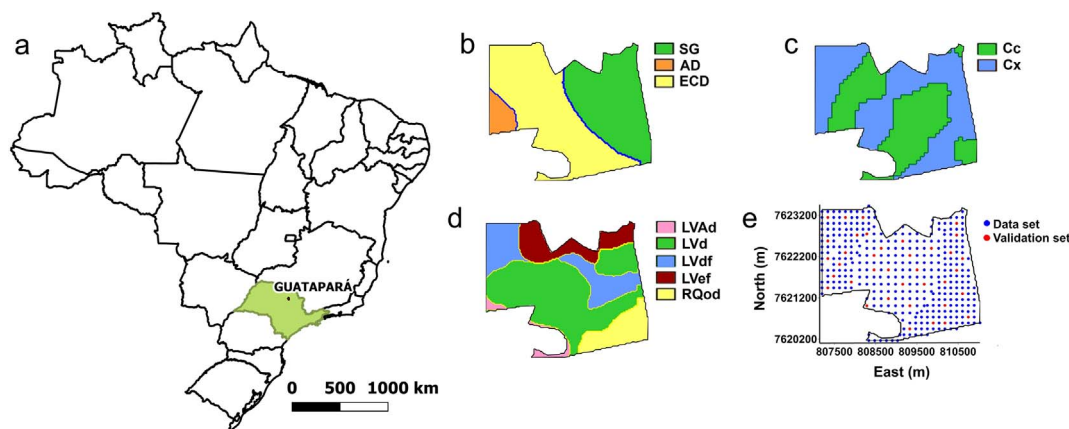 a
GUATAPARÁ
0 500 1000 km
b
SG
AD
ECD
c
Cc
Cx
d
LVAd
LVd
LVdf
LVef
RQod
e
Data set
Validation set
North (m)
7623200
7622200
7621200
7620200
807500 808500 809500 810500
East (m)